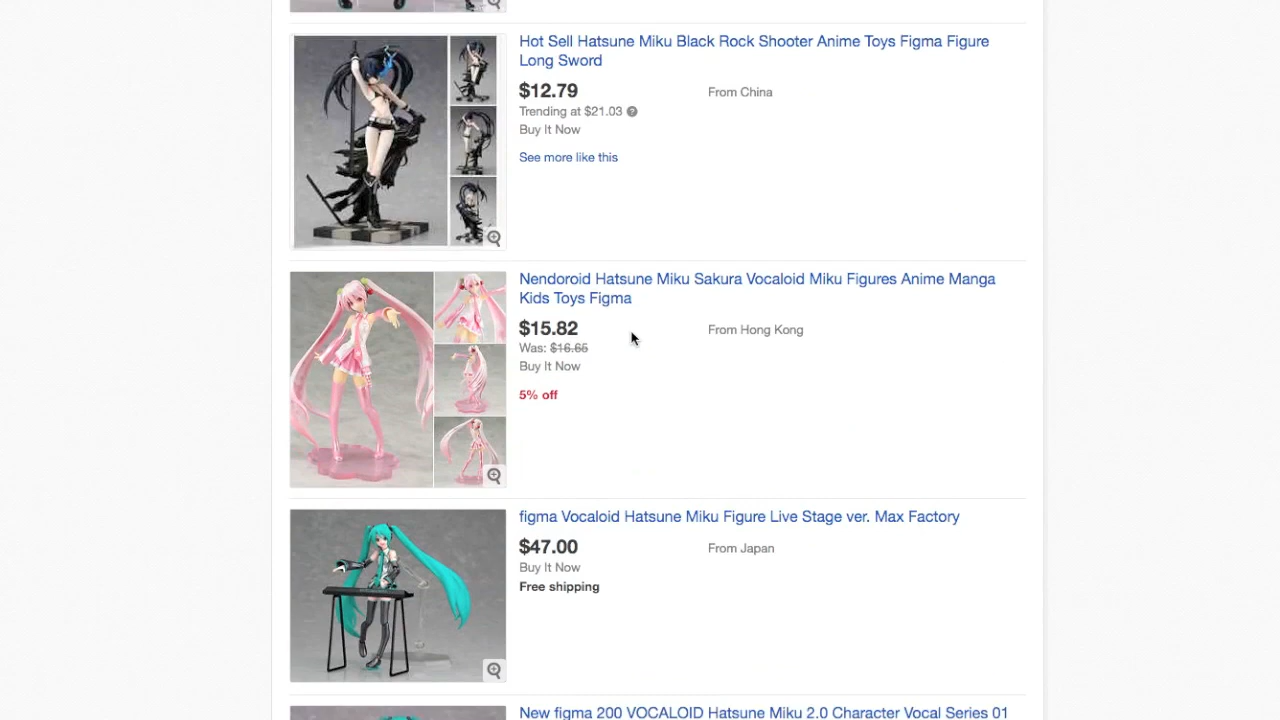 Hot Sell Hatsune Miku Black Rock Shooter Anime Toys Figma Figure
Long Sword
$12.79
From China
Trending at $21.03
Buy It Now
See more like this
Nendoroid Hatsune Miku Sakura Vocaloid Miku Figures Anime Manga
Kids Toys Figma
$15.82
From Hong Kong
Was: $16.65
Buy It Now
5% off
figma Vocaloid Hatsune Miku Figure Live Stage ver. Max Factory
$47.00
From Japan
Buy It Now
Free shipping
New figma 200 VOCALOID Hatsune Miku 2.0 Character Vocal Series 01